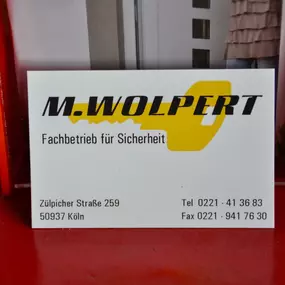 M.WOLPERT
Fachbetrieb für Sicherheit
Zülpicher Straße 259
50937 Köln
Tel 0221 - 41 36 83
Fax 0221 - 941 76 30